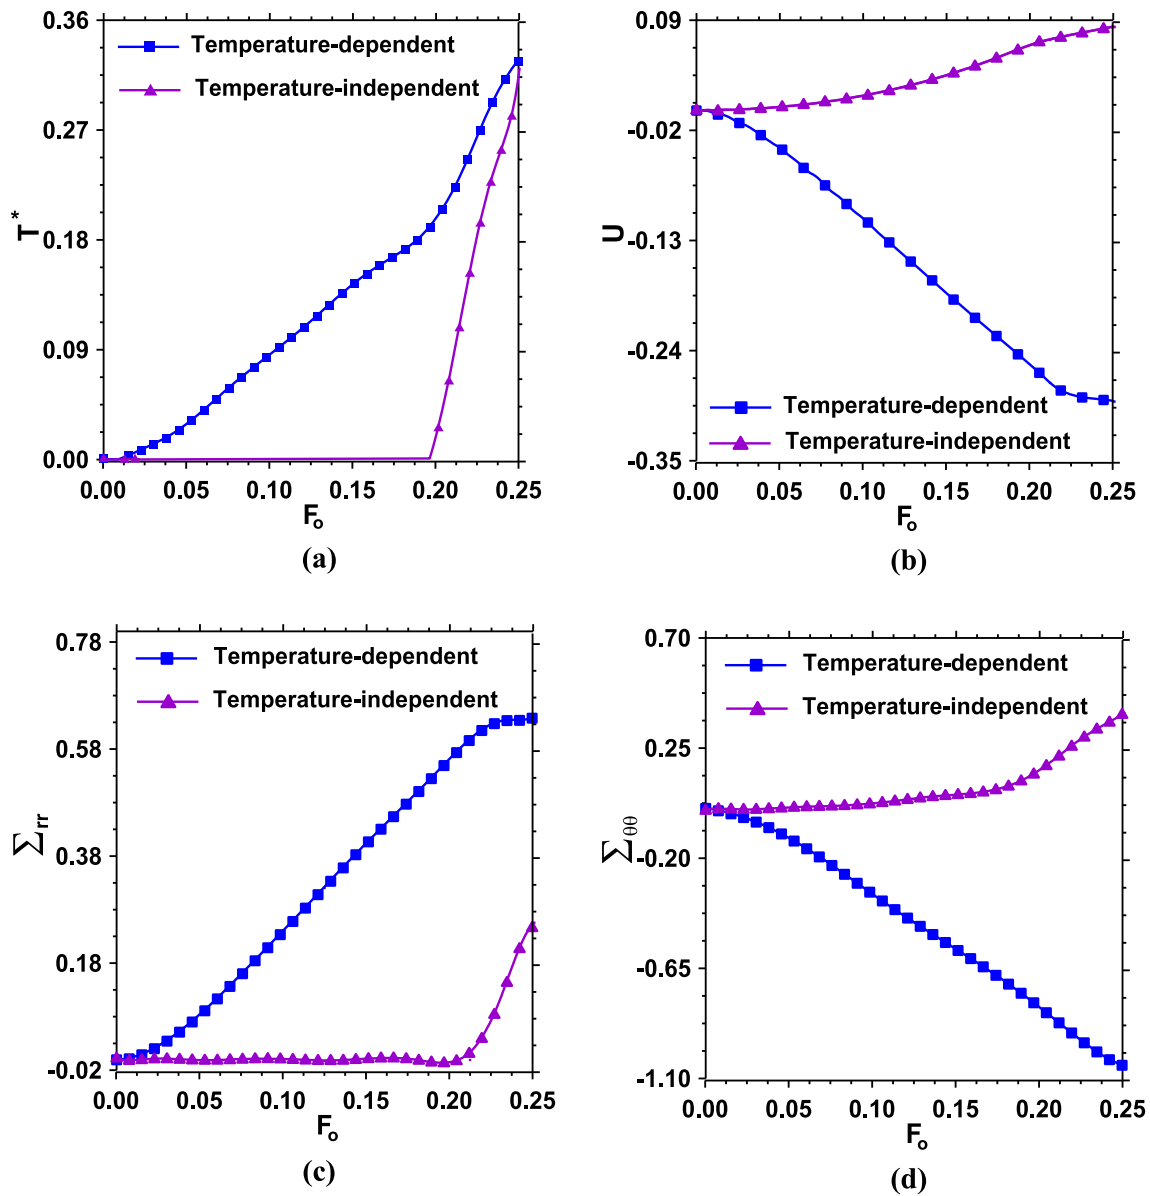 0.36
0.27
0.18
0.09
0.00
T*
Temperature-dependent
Temperature-independent
0.00 0.05 0.10 0.15 0.20 0.25
Fo
(a)
0.09
-0.02
-0.13
-0.24
-0.35
U
Temperature-dependent
Temperature-independent
0.00 0.05 0.10 0.15 0.20 0.25
Fo
(b)
0.78
0.58
0.38
0.18
-0.02
Σrr
Temperature-dependent
Temperature-independent
0.00 0.05 0.10 0.15 0.20 0.25
Fo
(c)
0.70
0.25
-0.20
-0.65
-1.10
Σθθ
Temperature-dependent
Temperature-independent
0.00 0.05 0.10 0.15 0.20 0.25
Fo
(d)